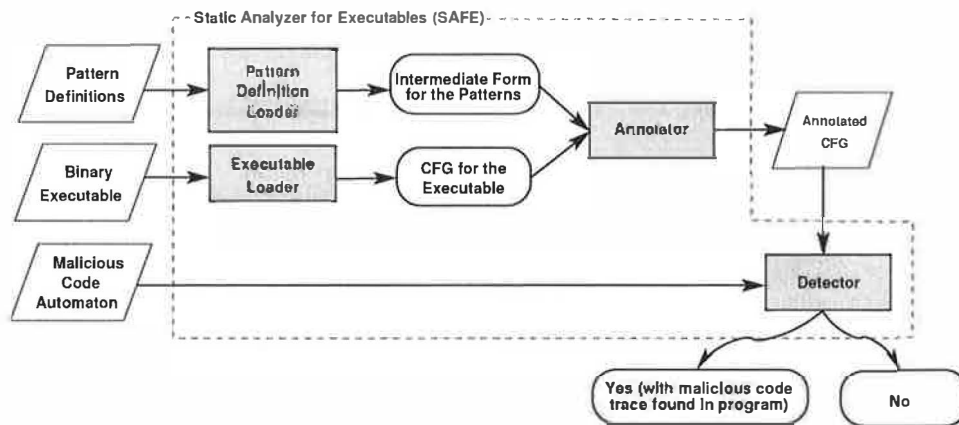 Static Analyzer for Executables (SAFE)
Pattern
Definitions
Pattern
Definition
Loader
Intermediate Form
for the Patterns
Annotator
Annotated
CFG
Binary
Executable
Executable
Loader
CFG for the
Executable
Malicious
Code
Automaton
Detector
Yes (with malicious code
trace found in program)
No